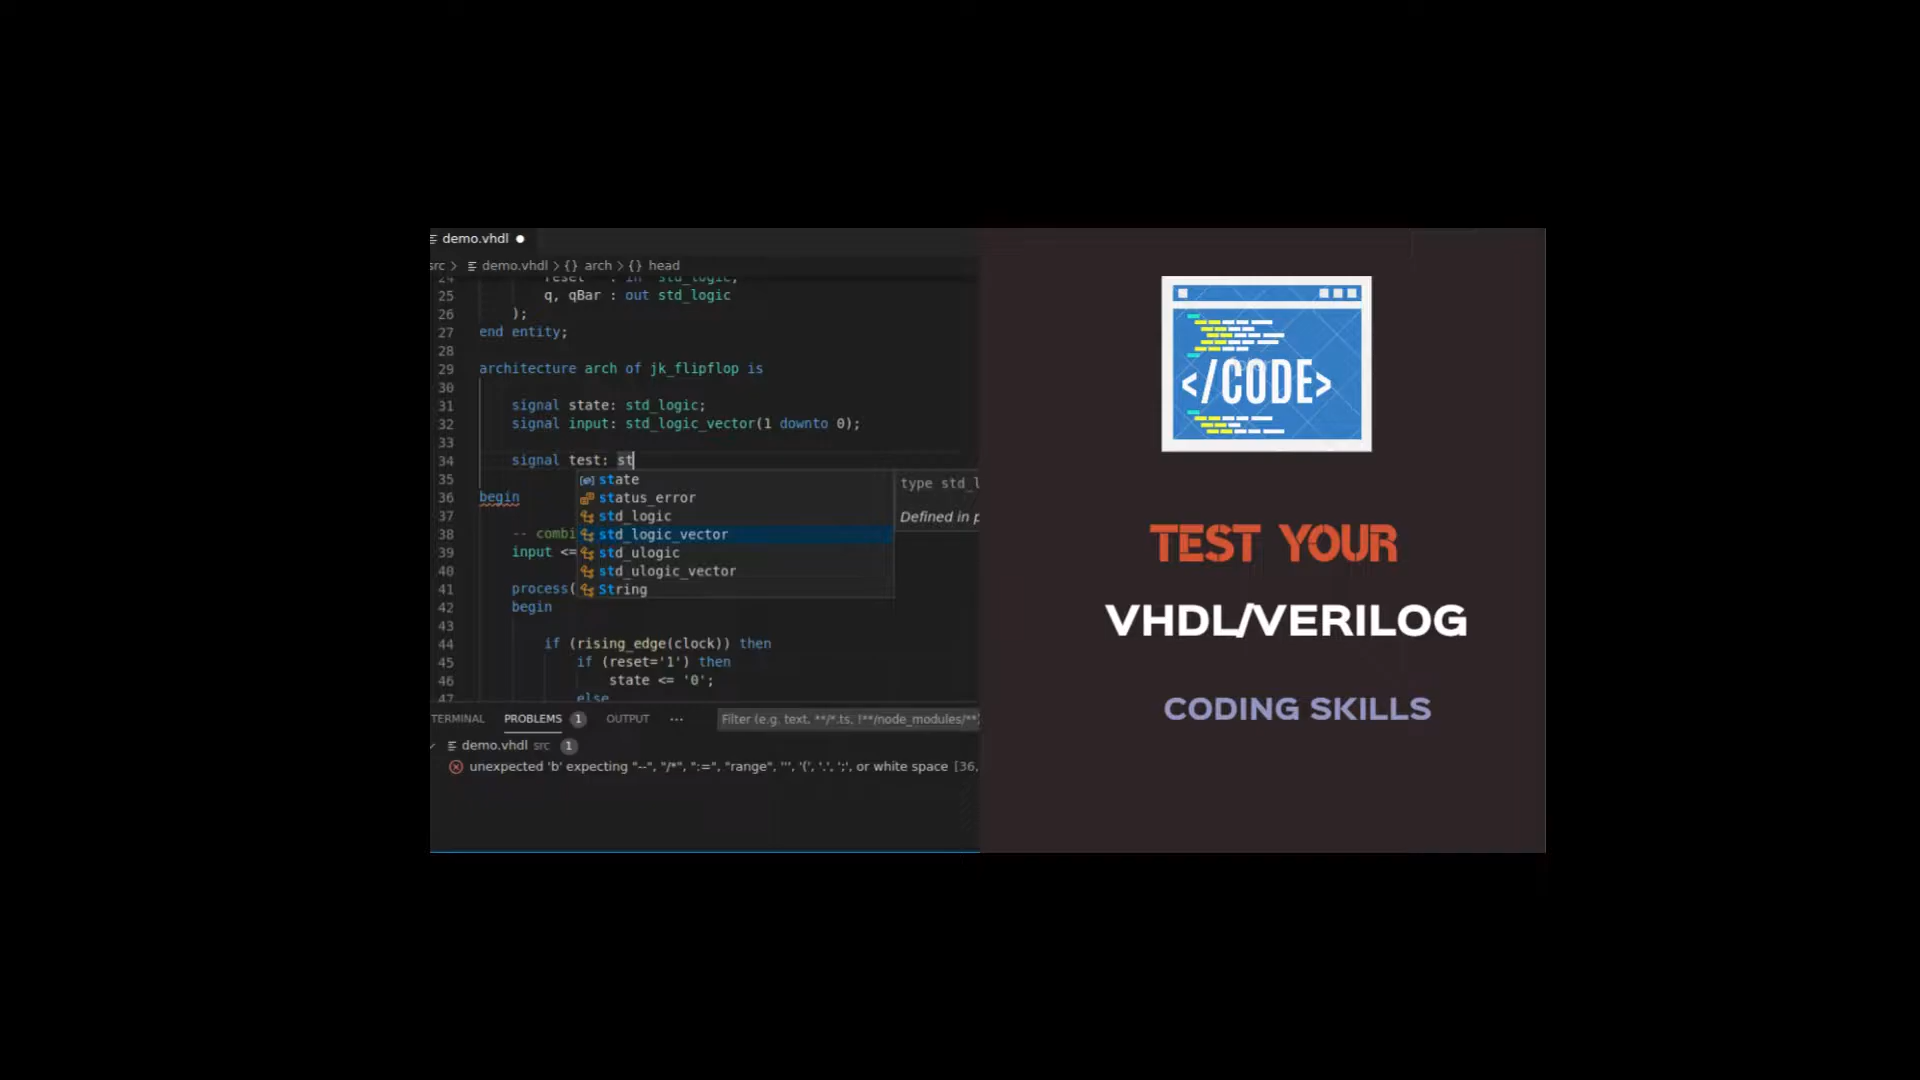 demo.vhdl
src > demo.vhdl > {} arch > {} head
24 reset : in std_logic;
25 q, qBar : out std_logic
26 );
27 end entity;
28
29 architecture arch of jk_flipflop is
30
31 signal state: std_logic;
32 signal input: std_logic_vector(1 downto 0);
33
34 signal test: st
35 state
36 begin status_error
37 std_logic
38 -- combi std_logic_vector
39 input <= std_ulogic
40 std_ulogic_vector
41 process( String
42 begin
43
44 if (rising_edge(clock)) then
45 if (reset='1') then
46 state <= '0';
47 else
type std_l
Defined in p
TERMINAL PROBLEMS 1 OUTPUT ··· Filter (e.g. text, **/*.ts, !**/node_modules/**)
demo.vhdl src 1
unexpected 'b' expecting "--", "/*", ":=", "range", ''', '(', '.', ';', or white space [36,
</CODE>
TEST YOUR
VHDL/VERILOG
CODING SKILLS